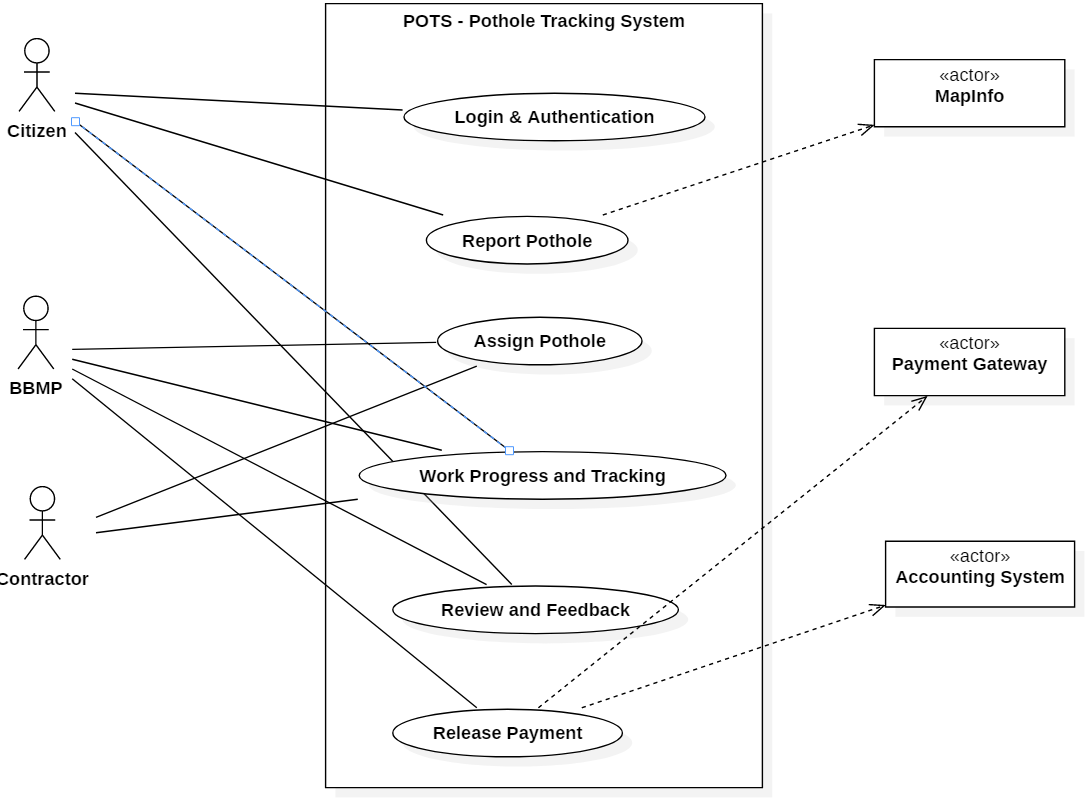 POTS - Pothole Tracking System
Citizen
BBMP
Contractor
Login & Authentication
Report Pothole
Assign Pothole
Work Progress and Tracking
Review and Feedback
Release Payment
«actor»
MapInfo
«actor»
Payment Gateway
«actor»
Accounting System